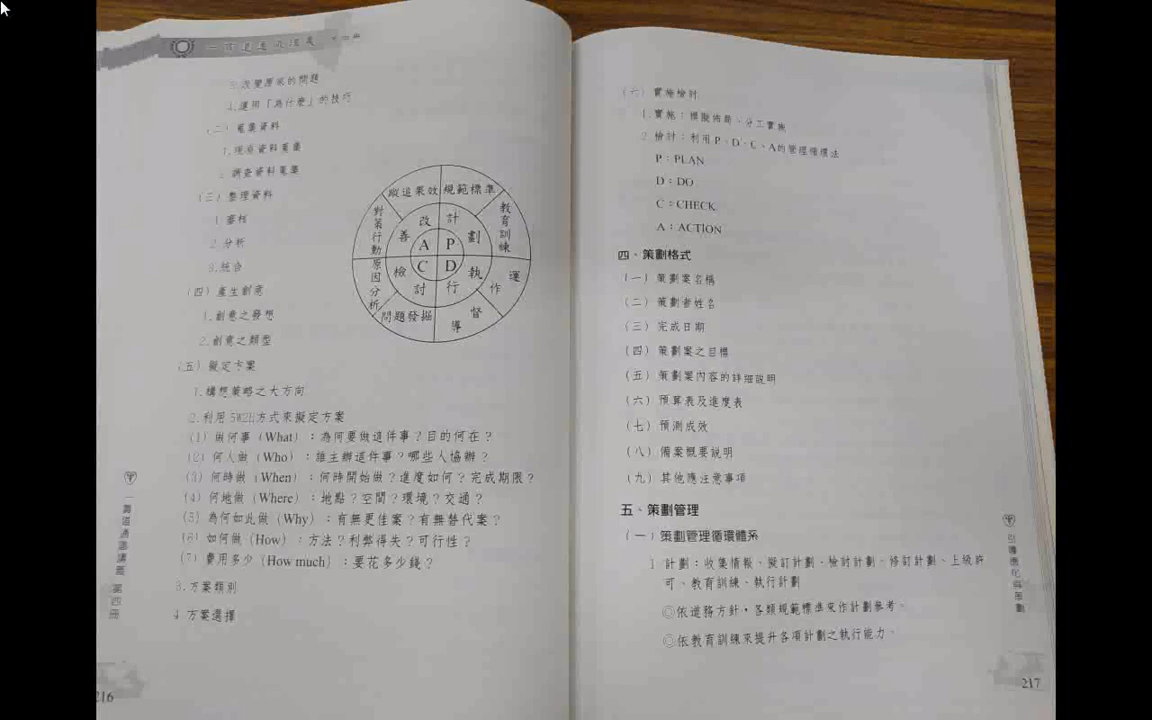 3.改變原來的問題
4.運用「為什麼」的技巧
(二)蒐集資料
1.現有資料蒐集
2.調查資料蒐集
(三)整理資料
1.審核
2.分析
3.統合
(四)產生創意
1.創意之發想
2.創意之類型
(五)擬定方案
1.構想策略之大方向
2.利用5W2H方式來擬定方案
(1)做何事(What):為何要做這件事?目的何在?
(2)何人做(Who):誰主辦這件事?哪些人協辦?
(3)何時做(When):何時開始做?進度如何?完成期限?
(4)何地做(Where):地點?空間?環境?交通?
(5)為何如此做(Why):有無更佳案?有無替代案?
(6)如何做(How):方法?利弊得失?可行性?
(7)費用多少(How much):要花多少錢?
3.方案類別
4.方案選擇
追蹤果效
規範標準
教育訓練
運作
督導
問題發掘
原因分析
對策行動
改善
計劃
執行
檢討
A P
C D
一貫道通識講義 第四冊
216
(六)實施檢討
1.實施:模擬佈局、分工實施
2.檢討:利用P、D、C、A的管理循環法
P:PLAN
D:DO
C:CHECK
A:ACTION
四、策劃格式
(一)策劃案名稱
(二)策劃者姓名
(三)完成日期
(四)策劃案之目標
(五)策劃案內容的詳細說明
(六)預算表及進度表
(七)預測成效
(八)備案概要說明
(九)其他應注意事項
五、策劃管理
(一)策劃管理循環體系
1.計劃:收集情報、擬訂計劃、檢討計劃、修訂計劃、上級許
可、教育訓練、執行計劃
◎依道務方針,各類規範標準來作計劃參考。
◎依教育訓練來提升各項計劃之執行能力。
217